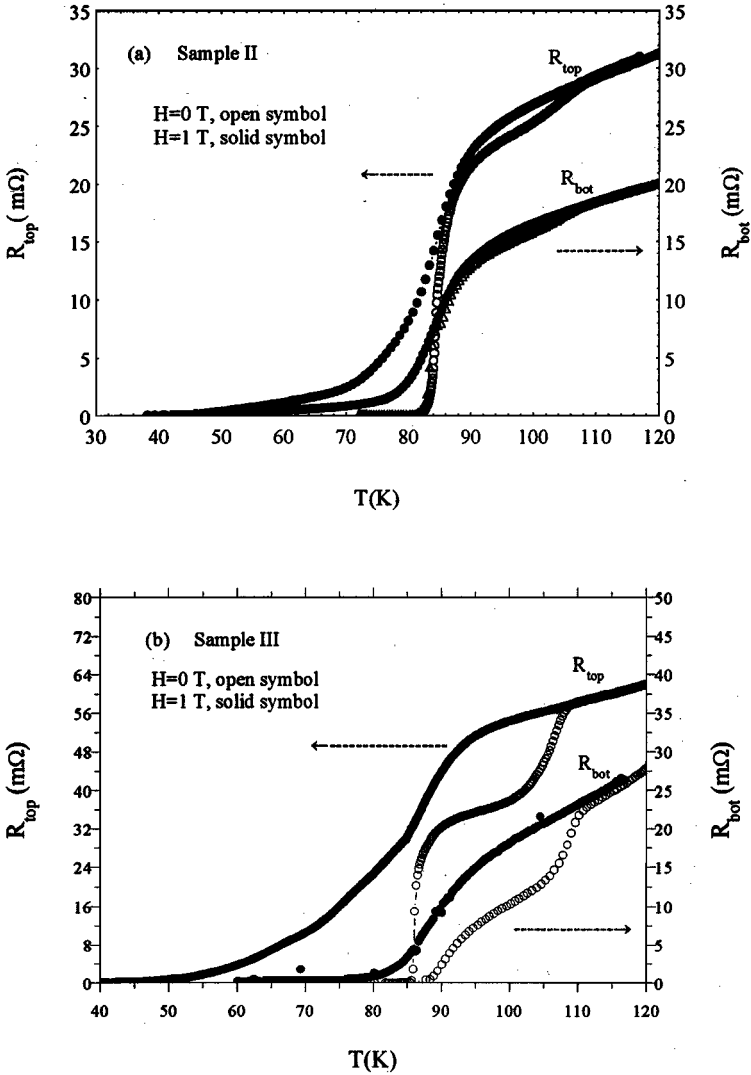 35
30
25
20
15
10
5
0
(a) Sample II
H=0 T, open symbol
H=1 T, solid symbol
R_top
R_bot
R_top (mΩ)
R_bot (mΩ)
35
30
25
20
15
10
5
0
30 40 50 60 70 80 90 100 110 120
T(K)
80
72
64
56
48
40
32
24
16
8
0
(b) Sample III
H=0 T, open symbol
H=1 T, solid symbol
R_top
R_bot
R_top (mΩ)
R_bot (mΩ)
50
45
40
35
30
25
20
15
10
5
0
40 50 60 70 80 90 100 110 120
T(K)